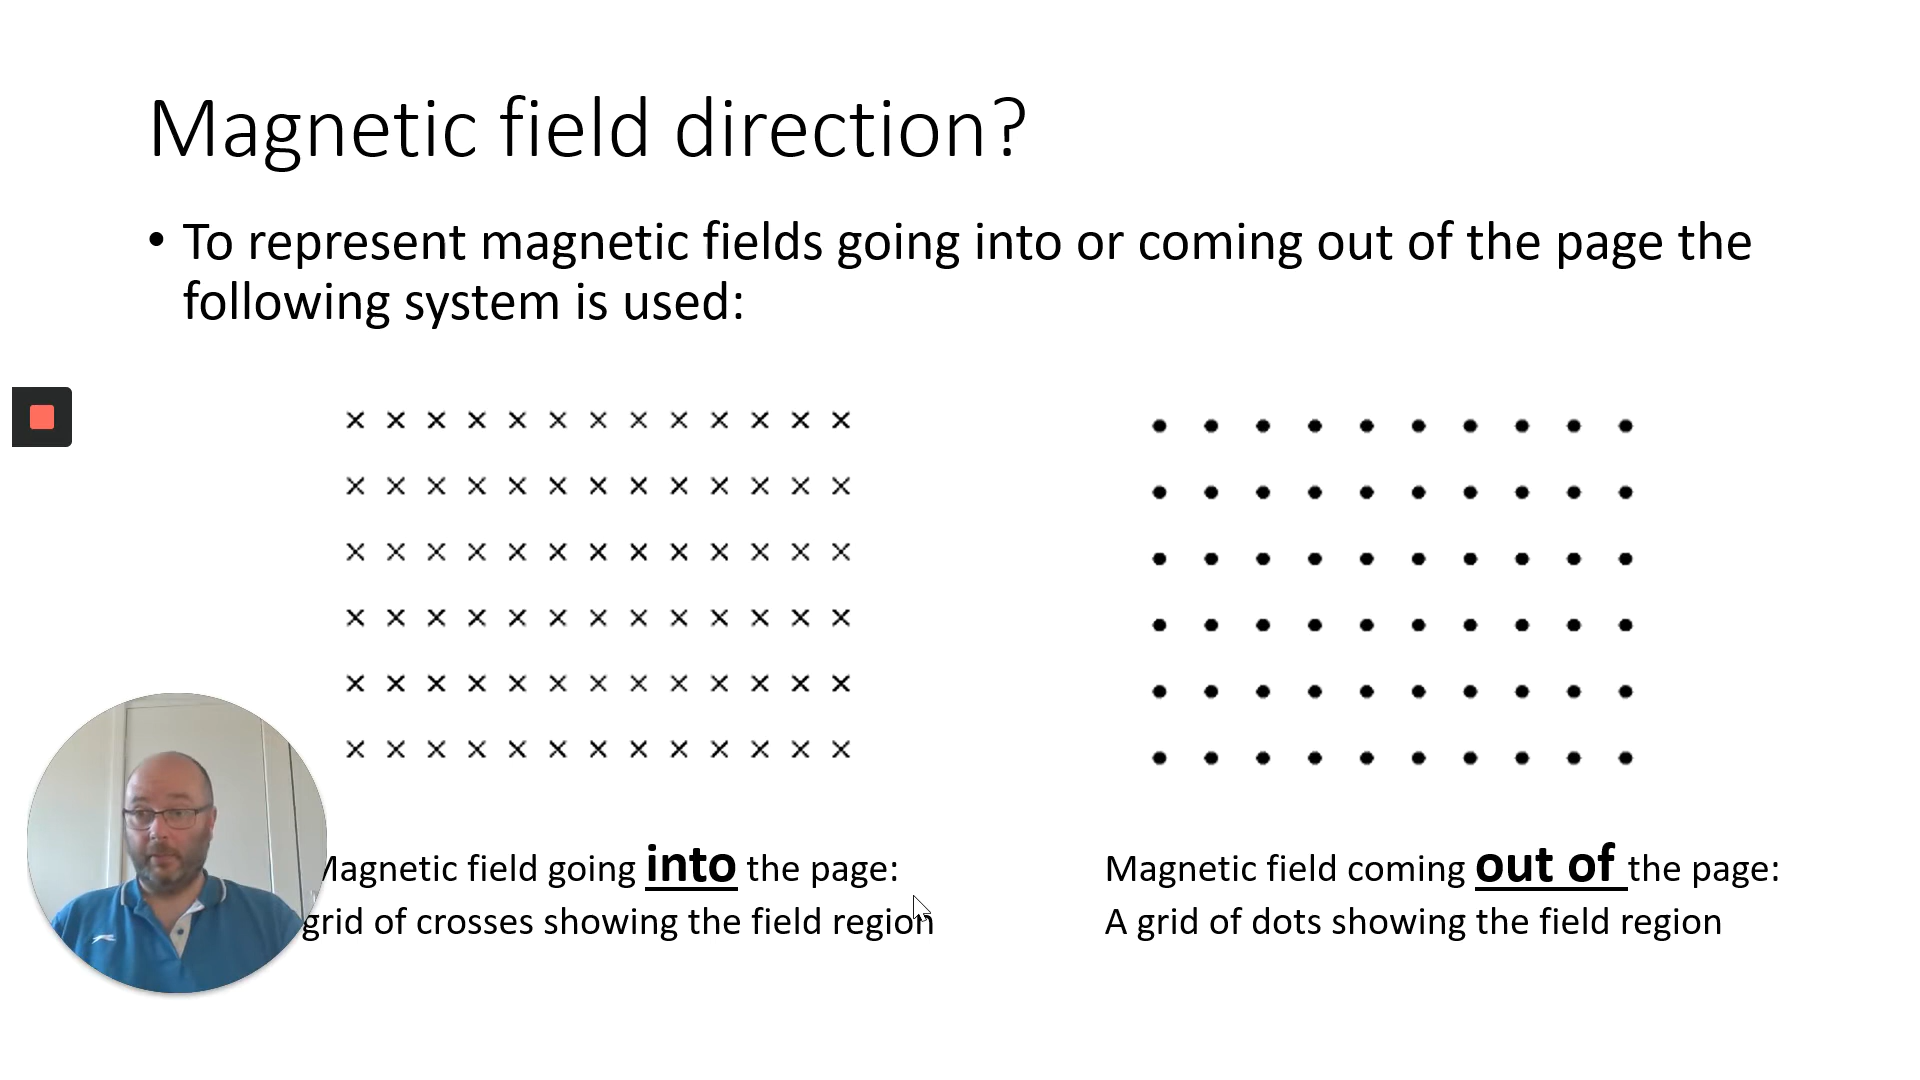 Magnetic field direction?
• To represent magnetic fields going into or coming out of the page the
following system is used:
× × × × × × × × × × × × ×
× × × × × × × × × × × × ×
× × × × × × × × × × × × ×
× × × × × × × × × × × × ×
× × × × × × × × × × × × ×
× × × × × × × × × × × × ×
Magnetic field going into the page:
grid of crosses showing the field region
Magnetic field coming out of the page:
A grid of dots showing the field region